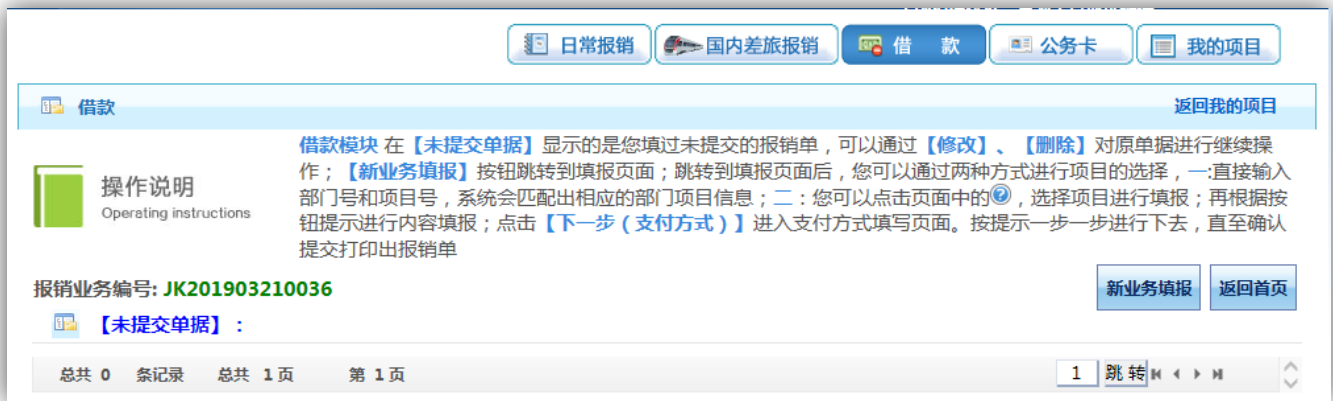 日常报销 国内差旅报销 借 款 公务卡 我的项目
借款 返回我的项目
借款模块 在【未提交单据】显示的是您填过未提交的报销单，可以通过【修改】、【删除】对原单据进行继续操
作；【新业务填报】按钮跳转到填报页面；跳转到填报页面后，您可以通过两种方式进行项目的选择，一:直接输入
部门号和项目号，系统会匹配出相应的部门项目信息；二：您可以点击页面中的?，选择项目进行填报；再根据按
钮提示进行内容填报；点击【下一步（支付方式）】进入支付方式填写页面。按提示一步一步进行下去，直至确认
提交打印出报销单
操作说明
Operating instructions
报销业务编号: JK201903210036
新业务填报 返回首页
【未提交单据】：
总共 0 条记录 总共 1 页 第 1 页 1 跳 转